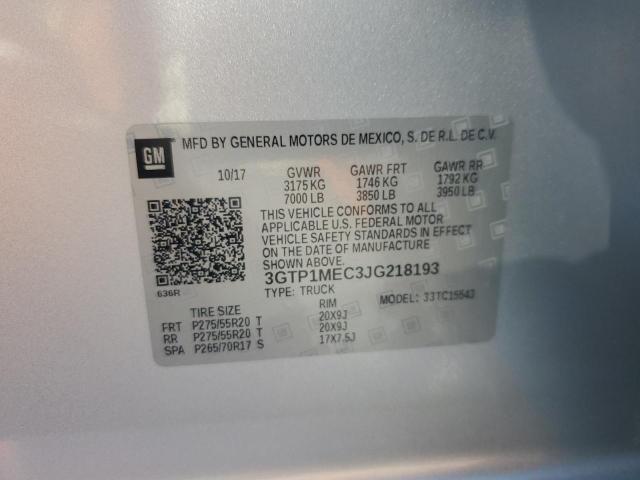 GM MFD BY GENERAL MOTORS DE MEXICO, S. DE R.L. DE C.V.
10/17 GVWR GAWR FRT GAWR RR
3175 KG 1746 KG 1792 KG
7000 LB 3850 LB 3950 LB
THIS VEHICLE CONFORMS TO ALL
APPLICABLE U.S. FEDERAL MOTOR
VEHICLE SAFETY STANDARDS IN EFFECT
ON THE DATE OF MANUFACTURE
SHOWN ABOVE.
3GTP1MEC3JG218193
636R
TYPE: TRUCK MODEL: 33TC15543
TIRE SIZE RIM
FRT P275/55R20 T 20X9J
RR P275/55R20 T 20X9J
SPA P265/70R17 S 17X7.5J